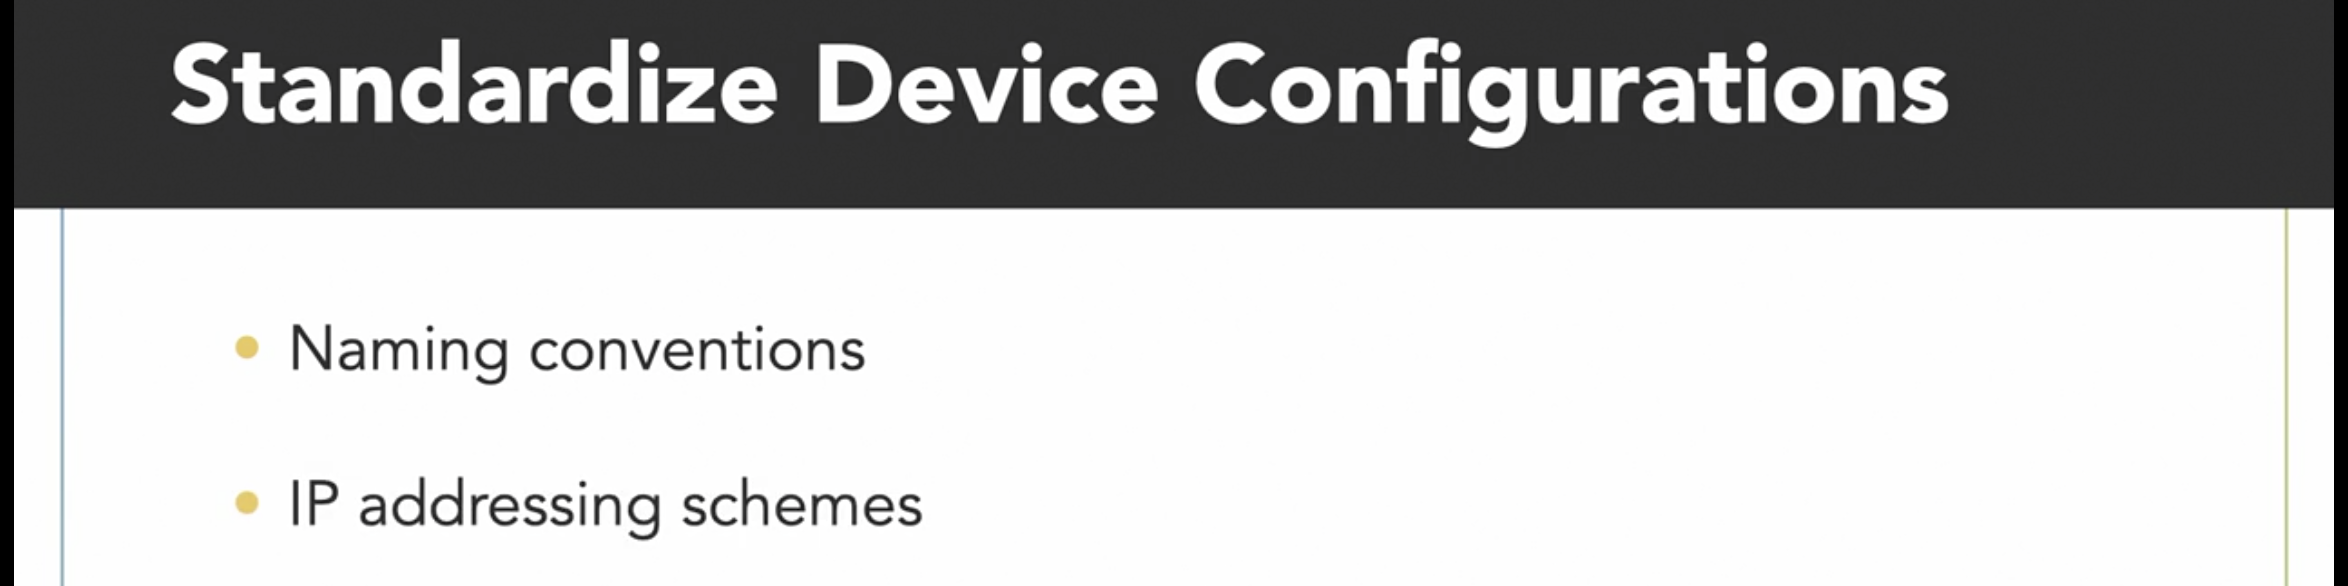 Standardize Device Configurations
Naming conventions
IP addressing schemes